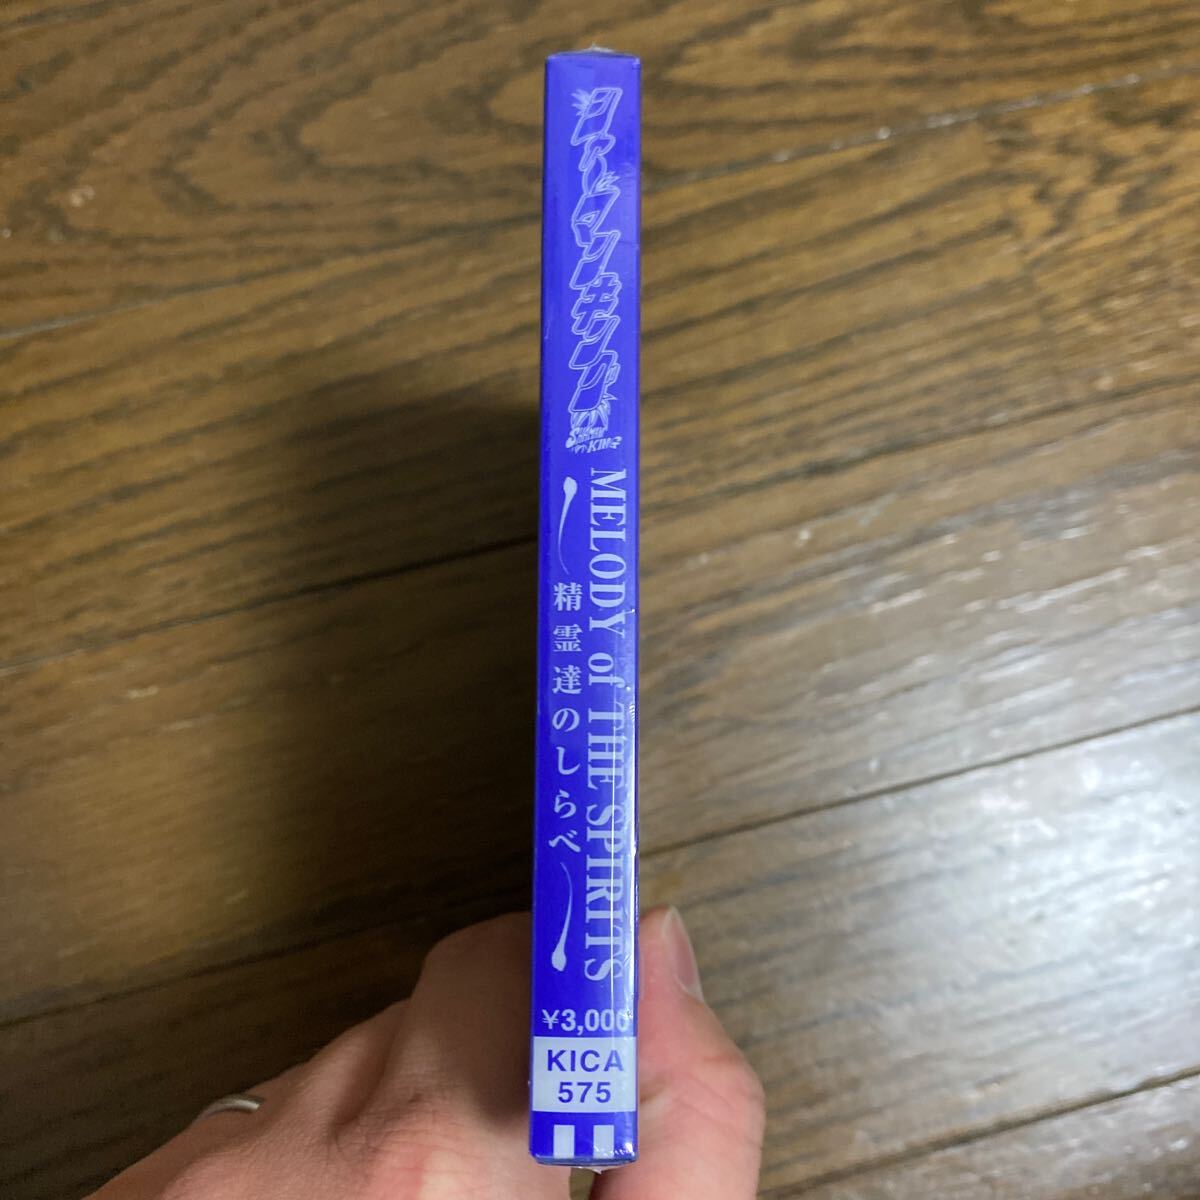 シャーマンキング
SHAMAN KING
MELODY of THE SPIRITS
精霊達のしらべ
¥3,000
KICA
575